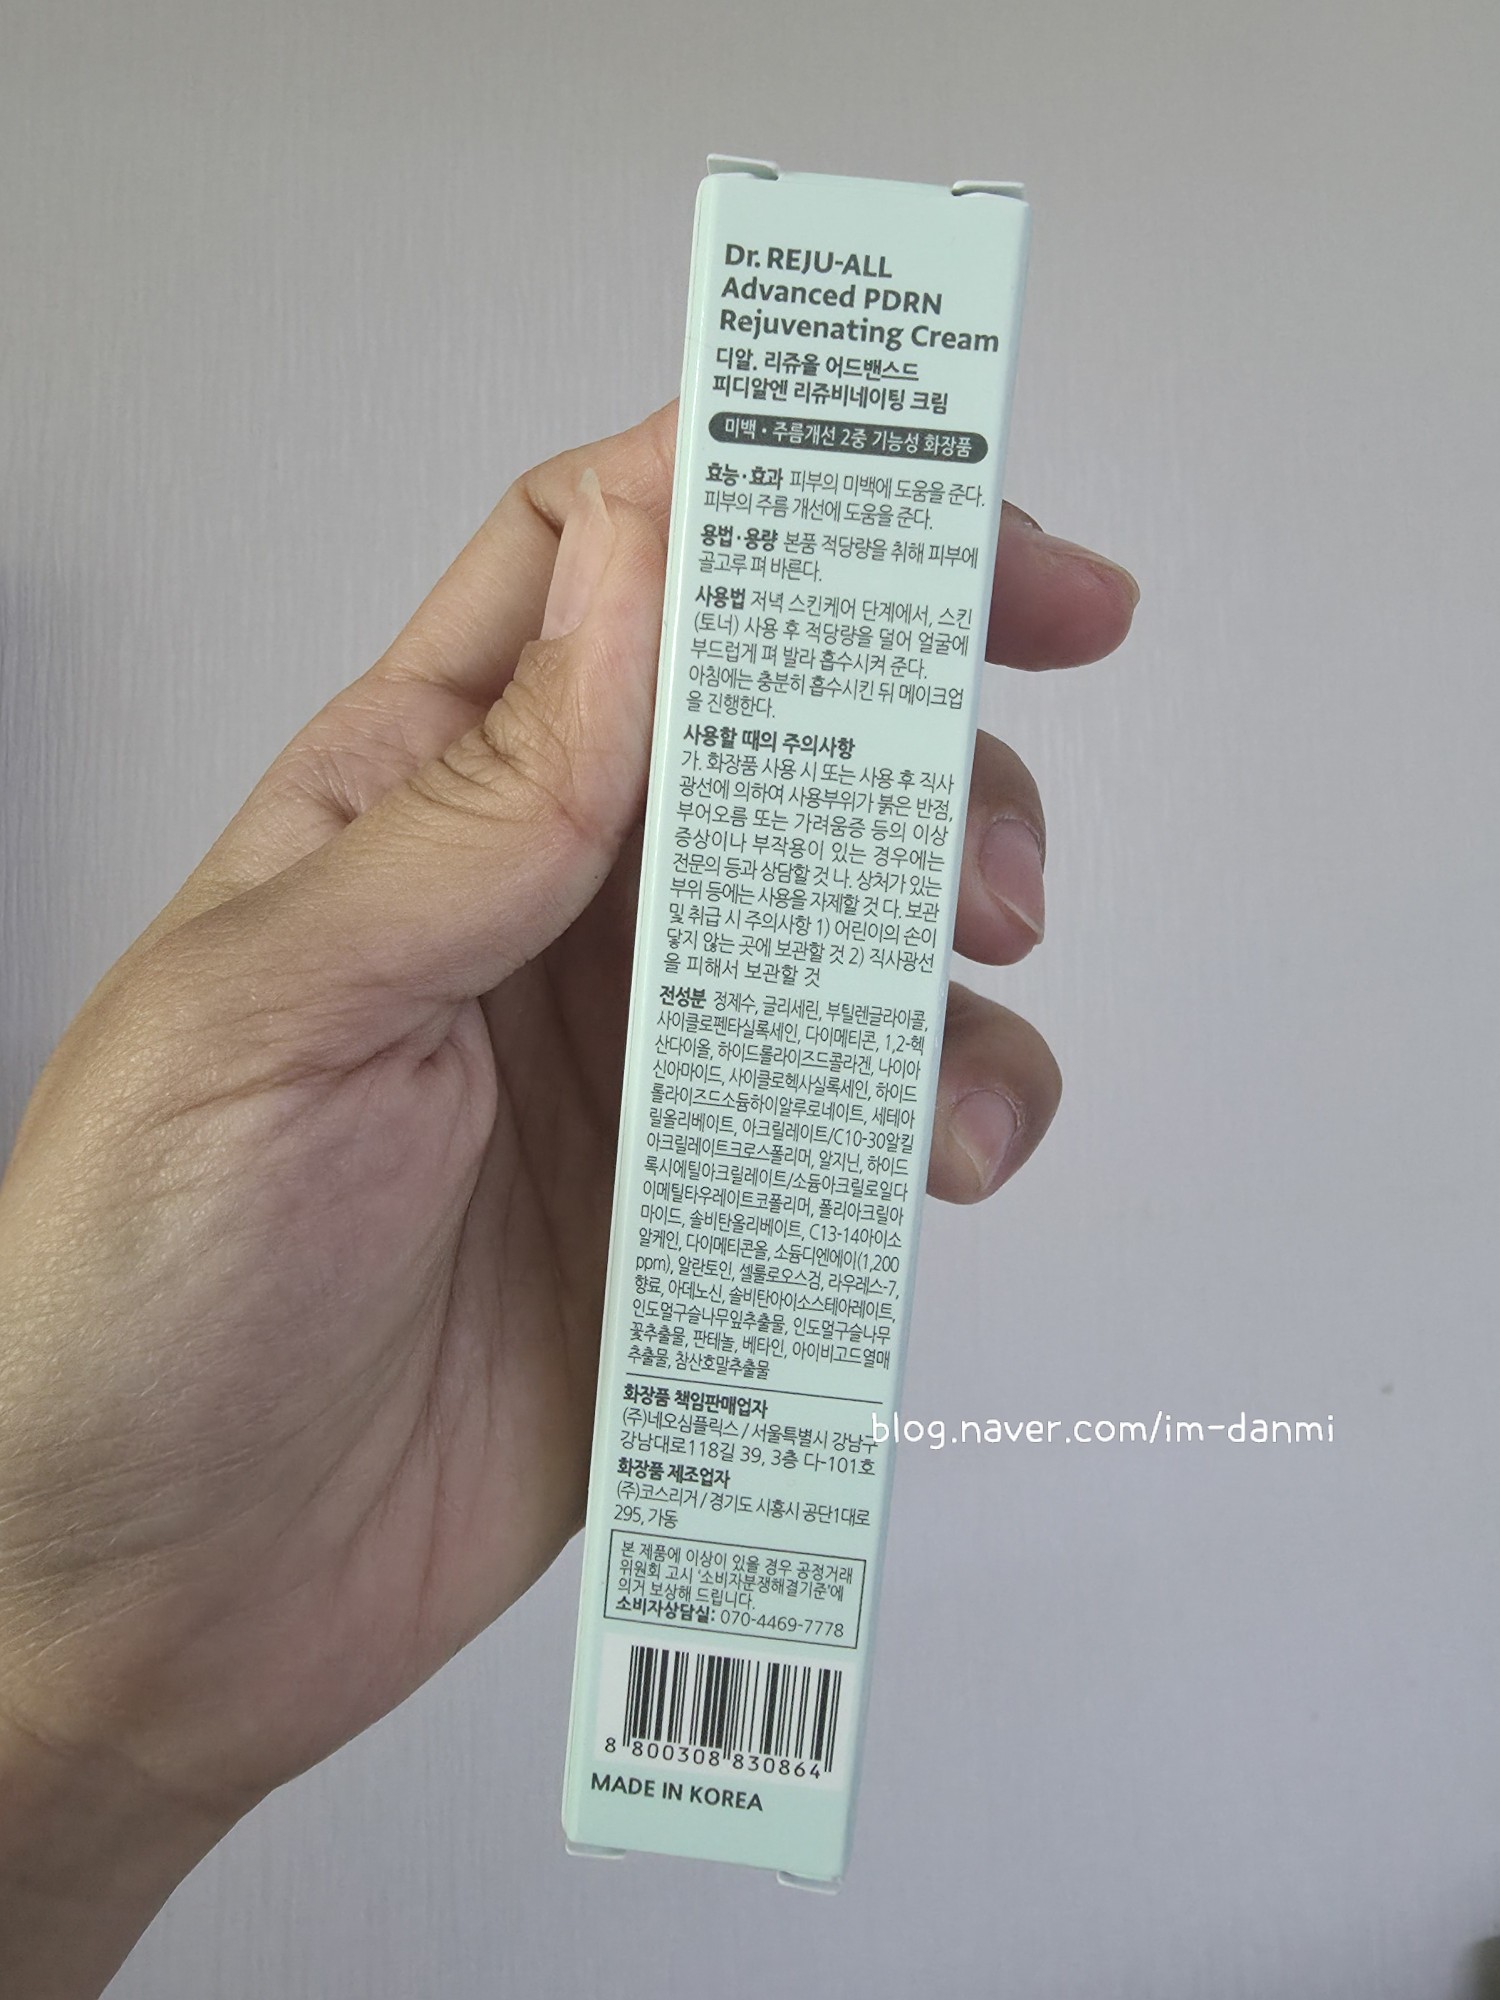 Dr. REJU-ALL
Advanced PDRN
Rejuvenating Cream
디알. 리쥬올 어드밴스드
피디알엔 리쥬비네이팅 크림
미백・주름개선 2중 기능성 화장품
효능·효과 피부의 미백에 도움을 준다.
피부의 주름 개선에 도움을 준다.
용법·용량 본품 적당량을 취해 피부에
골고루 펴 바른다.
사용법 저녁 스킨케어 단계에서, 스킨
(토너) 사용 후 적당량을 덜어 얼굴에
부드럽게 펴 발라 흡수시켜 준다.
아침에는 충분히 흡수시킨 뒤 메이크업
을 진행한다.
사용할 때의 주의사항
가. 화장품 사용 시 또는 사용 후 직사
광선에 의하여 사용부위가 붉은 반점,
부어오름 또는 가려움증 등의 이상
증상이나 부작용이 있는 경우에는
전문의 등과 상담할 것 나. 상처가 있는
부위 등에는 사용을 자제할 것 다. 보관
및 취급 시 주의사항 1) 어린이의 손이
닿지 않는 곳에 보관할 것 2) 직사광선
을 피해서 보관할 것
전성분 정제수, 글리세린, 부틸렌글라이콜,
사이클로펜타실록세인, 다이메티콘, 1,2-헥
산다이올, 하이드롤라이즈드콜라겐, 나이아
신아마이드, 사이클로헥사실록세인, 하이드
롤라이즈드소듐하이알루로네이트, 세테아
릴올리베이트, 아크릴레이트/C10-30알킬
아크릴레이트크로스폴리머, 알지닌, 하이드
록시에틸아크릴레이트/소듐아크릴로일다
이메틸타우레이트코폴리머, 폴리아크릴아
마이드, 솔비탄올리베이트, C13-14아이소
알케인, 다이메티콘올, 소듐디엔에이(1,200
ppm), 알란토인, 셀룰로오스검, 라우레스-7,
향료, 아데노신, 솔비탄아이소스테아레이트,
인도멀구슬나무잎추출물, 인도멀구슬나무
꽃추출물, 판테놀, 베타인, 아이비고드열매
추출물, 참산호말추출물
화장품 책임판매업자
(주)네오심플릭스 / 서울특별시 강남구
강남대로118길 39, 3층 다-101호
화장품 제조업자
(주)코스리거 / 경기도 시흥시 공단1대로
295, 가동
본 제품에 이상이 있을 경우 공정거래
위원회 고시 '소비자분쟁해결기준'에
의거 보상해 드립니다.
소비자상담실: 070-4469-7778
8 800308 830864
MADE IN KOREA
blog.naver.com/im-danmi